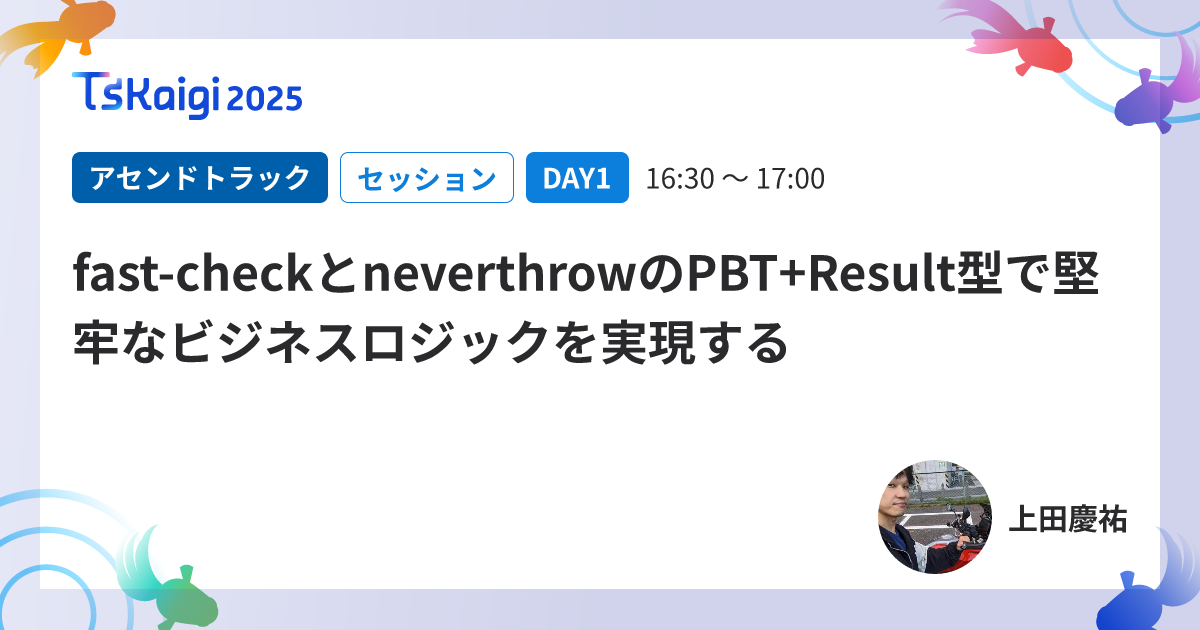 TSKaigi 2025
アセンドトラック セッション DAY1 16:30 〜 17:00
fast-checkとneverthrowのPBT+Result型で堅
牢なビジネスロジックを実現する
上田慶祐